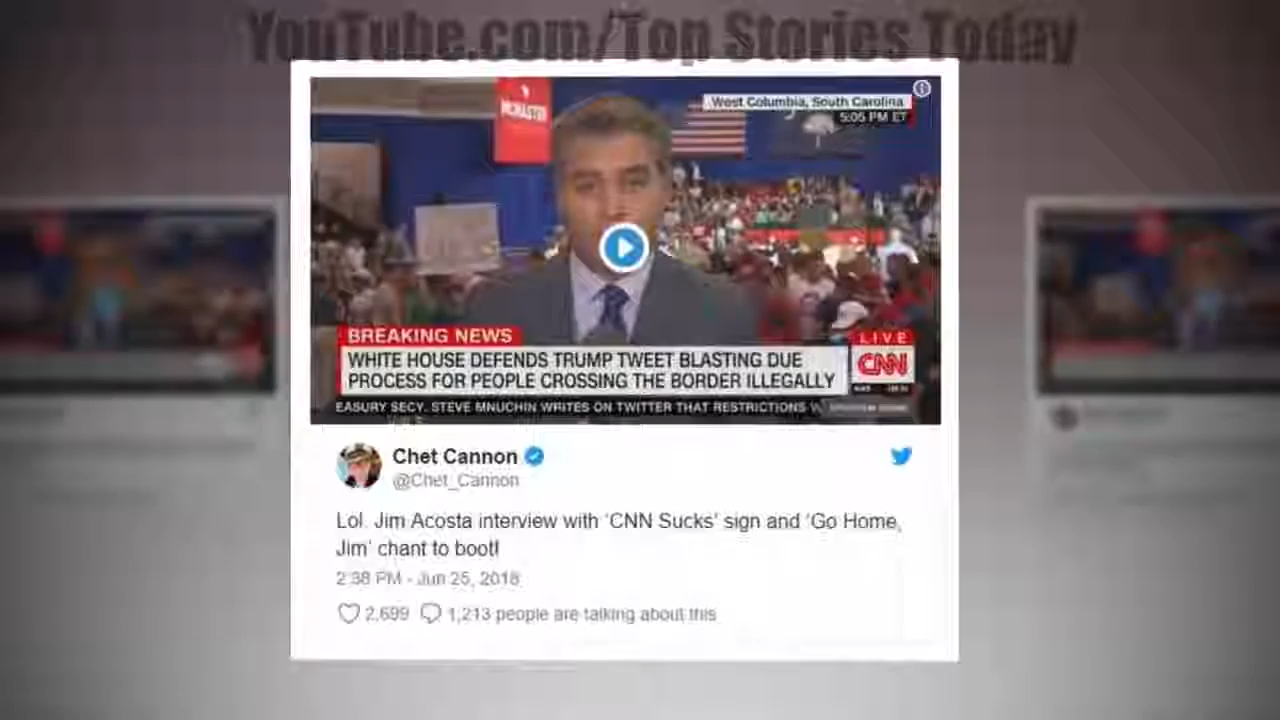 YouTube.com/Top Stories Today
McMASTER
West Columbia, South Carolina
5:05 PM ET
BREAKING NEWS
WHITE HOUSE DEFENDS TRUMP TWEET BLASTING DUE
PROCESS FOR PEOPLE CROSSING THE BORDER ILLEGALLY
LIVE
CNN
EASURY SECY. STEVE MNUCHIN WRITES ON TWITTER THAT RESTRICTIONS W
Chet Cannon
@Chet_Cannon
Lol. Jim Acosta interview with ‘CNN Sucks’ sign and ‘Go Home,
Jim’ chant to boot!
2:38 PM - Jun 25, 2018
2,699 1,213 people are talking about this